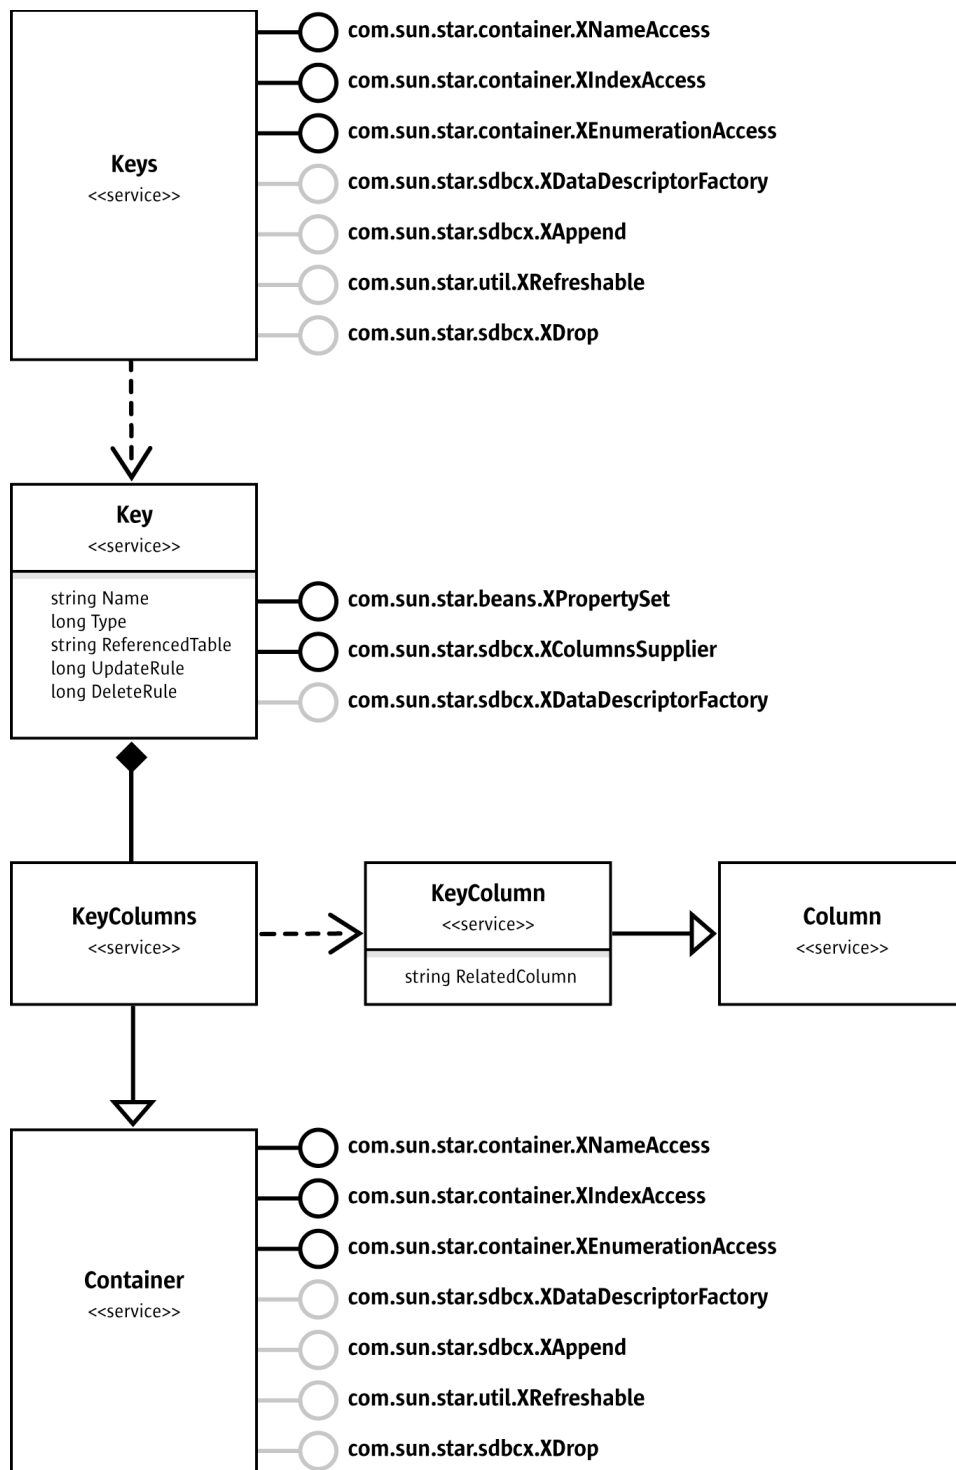 Keys
<<service>>
com.sun.star.container.XNameAccess
com.sun.star.container.XIndexAccess
com.sun.star.container.XEnumerationAccess
com.sun.star.sdbcx.XDataDescriptorFactory
com.sun.star.sdbcx.XAppend
com.sun.star.util.XRefreshable
com.sun.star.sdbcx.XDrop
Key
<<service>>
string Name
long Type
string ReferencedTable
long UpdateRule
long DeleteRule
com.sun.star.beans.XPropertySet
com.sun.star.sdbcx.XColumnsSupplier
com.sun.star.sdbcx.XDataDescriptorFactory
KeyColumns
<<service>>
KeyColumn
<<service>>
string RelatedColumn
Column
<<service>>
Container
<<service>>
com.sun.star.container.XNameAccess
com.sun.star.container.XIndexAccess
com.sun.star.container.XEnumerationAccess
com.sun.star.sdbcx.XDataDescriptorFactory
com.sun.star.sdbcx.XAppend
com.sun.star.util.XRefreshable
com.sun.star.sdbcx.XDrop